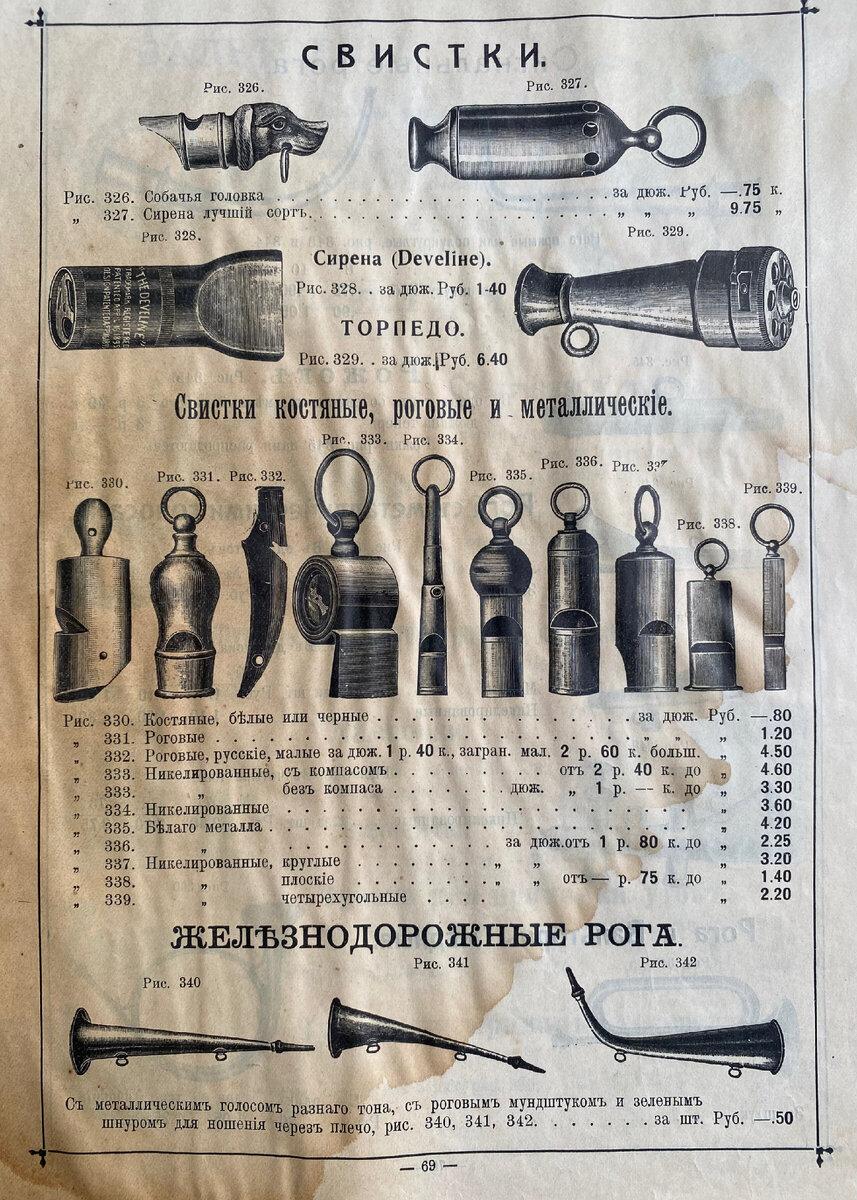 СВИСТКИ.
Рис. 326.
Рис. 327.
Рис. 326. Собачья головка . . . за дюж. Руб. —.75 к.
„ 327. Сирена лучшій сортъ. . . . „ „ „ 9.75 „
Рис. 328.
Рис. 329.
Сирена (Develine).
"THE DEVELINE"
Рис. 328. . за дюж. Руб. 1·40
ТОРПЕДО.
Рис. 329. . за дюж. Руб. 6.40
Свистки костяные, роговые и металлическіе.
Рис. 333. Рис. 334.
Рис. 330. Рис. 331. Рис. 332. Рис. 335. Рис. 336. Рис. 337
Рис. 338. Рис. 339.
Рис. 330. Костяные, бѣлые или черные . . . за дюж. Руб. —.80
„ 331. Роговые . . . „ „ „ 1.20
„ 332. Роговые, русскіе, малые за дюж. 1 р. 40 к., загран. мал. 2 р. 60 к. больш. „ 4.50
„ 333. Никелированные, съ компасомъ . . . отъ 2 р. 40 к. до „ 4.60
„ 333. „ безъ компаса . . . дюж. „ 1 р. — к. до „ 3.30
„ 334. Никелированные . . . „ 3.60
„ 335. Бѣлаго металла . . . „ 4.20
„ 336. „ . . . за дюж.отъ 1 р. 80 к. до „ 2.25
„ 337. Никелированные, круглые . . . „ „ „ 3.20
„ 338. „ плоскіе . . . „ „ отъ — р. 75 к. до „ 1.40
„ 339. „ четырехугольные . . . . „ 2.20
ЖЕЛѢЗНОДОРОЖНЫЕ РОГА.
Рис. 340
Рис. 341
Рис. 342
Съ металлическимъ голосомъ разнаго тона, съ роговымъ мундштукомъ и зеленымъ
шнуромъ для ношенія черезъ плечо, рис. 340, 341, 342. . . . . . . за шт. Руб. —.50
— 69 —